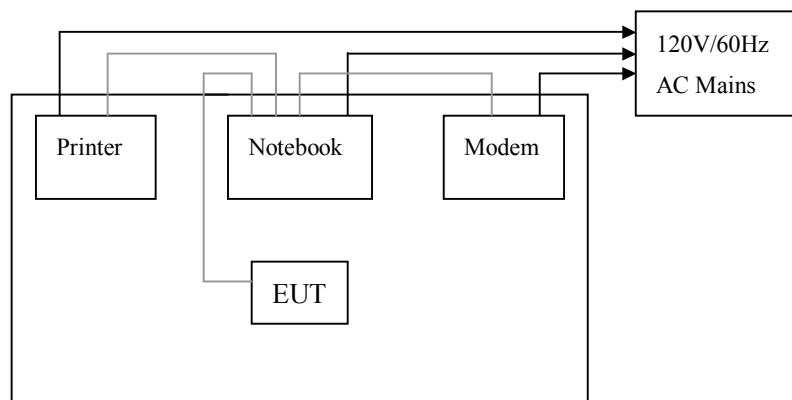 120V/60Hz
AC Mains
Printer
Notebook
Modem
EUT